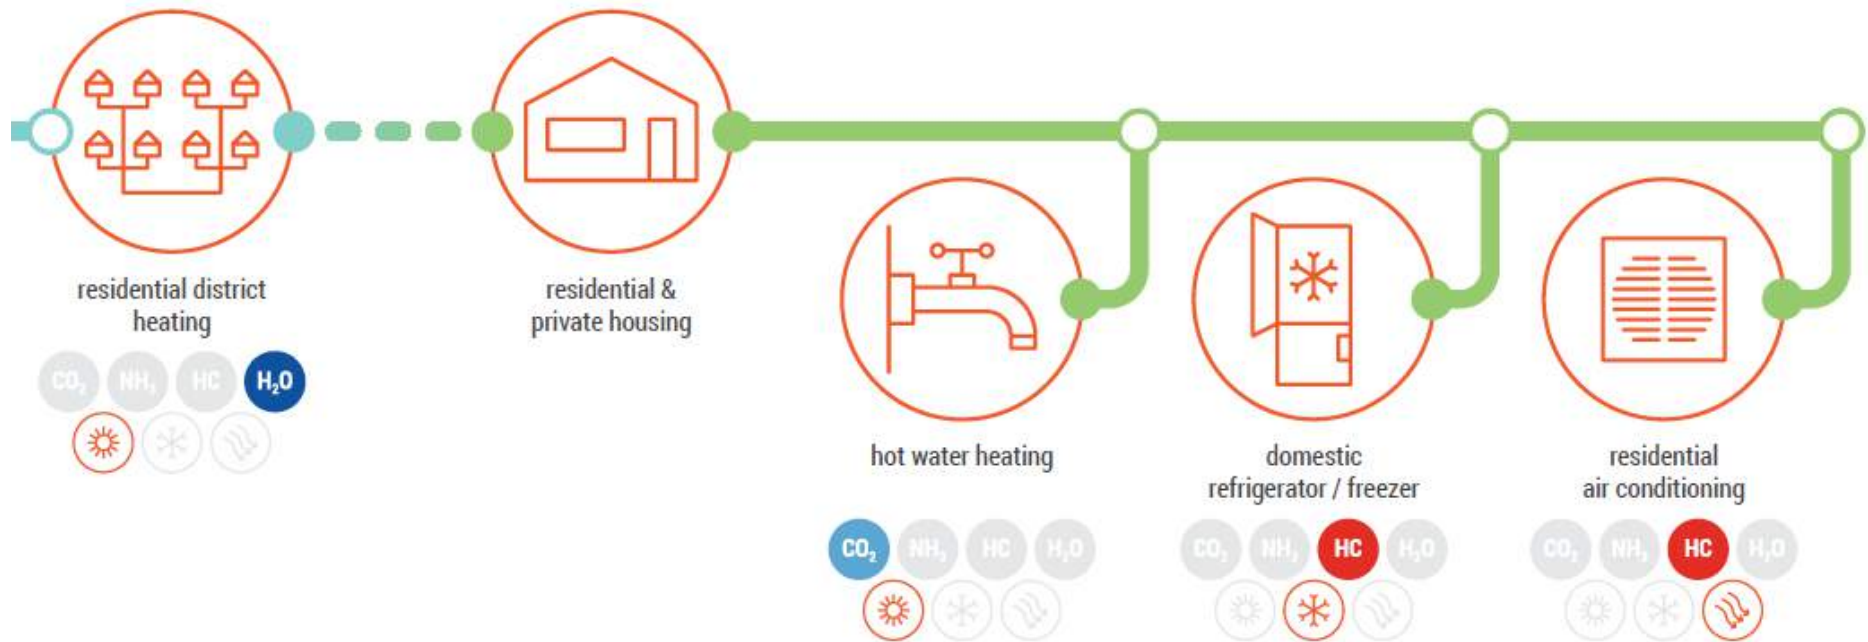 residential district
heating
CO₂ NH₃ HC H₂O
residential &
private housing
hot water heating
CO₂ NH₃ HC H₂O
domestic
refrigerator / freezer
CO₂ NH₃ HC H₂O
residential
air conditioning
CO₂ NH₃ HC H₂O